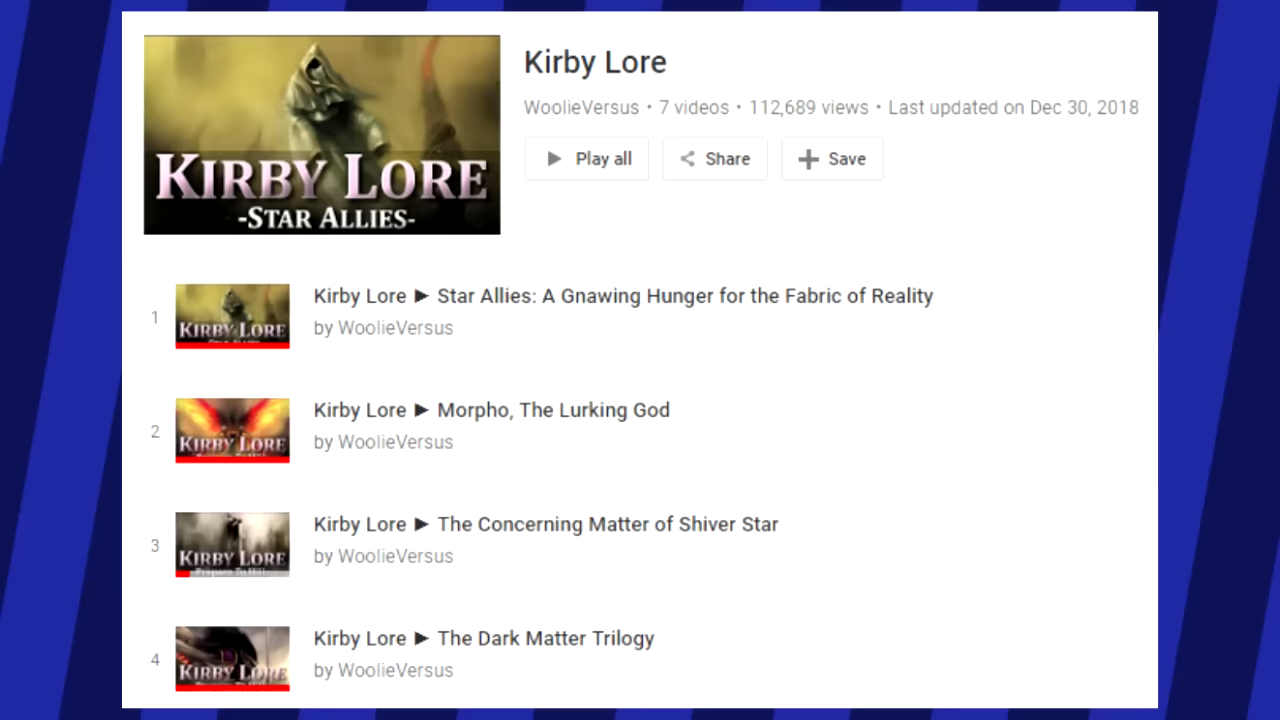 KIRBY LORE
-STAR ALLIES-
Kirby Lore
WoolieVersus • 7 videos • 112,689 views • Last updated on Dec 30, 2018
Play all
Share
Save
1
KIRBY LORE
Kirby Lore ► Star Allies: A Gnawing Hunger for the Fabric of Reality
by WoolieVersus
2
KIRBY LORE
Kirby Lore ► Morpho, The Lurking God
by WoolieVersus
3
KIRBY LORE
Kirby Lore ► The Concerning Matter of Shiver Star
by WoolieVersus
4
KIRBY LORE
Kirby Lore ► The Dark Matter Trilogy
by WoolieVersus